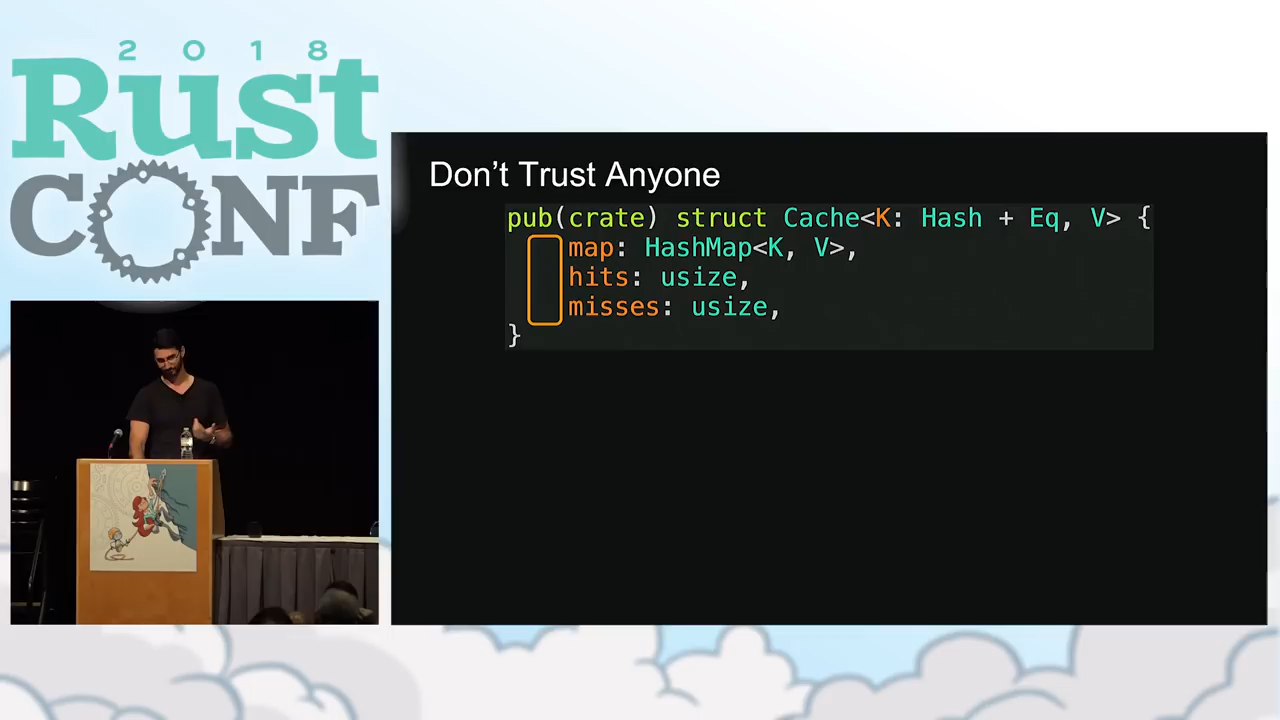 2018
Rust
CONF
Don't Trust Anyone
pub(crate) struct Cache<K: Hash + Eq, V> {
    map: HashMap<K, V>,
    hits: usize,
    misses: usize,
}